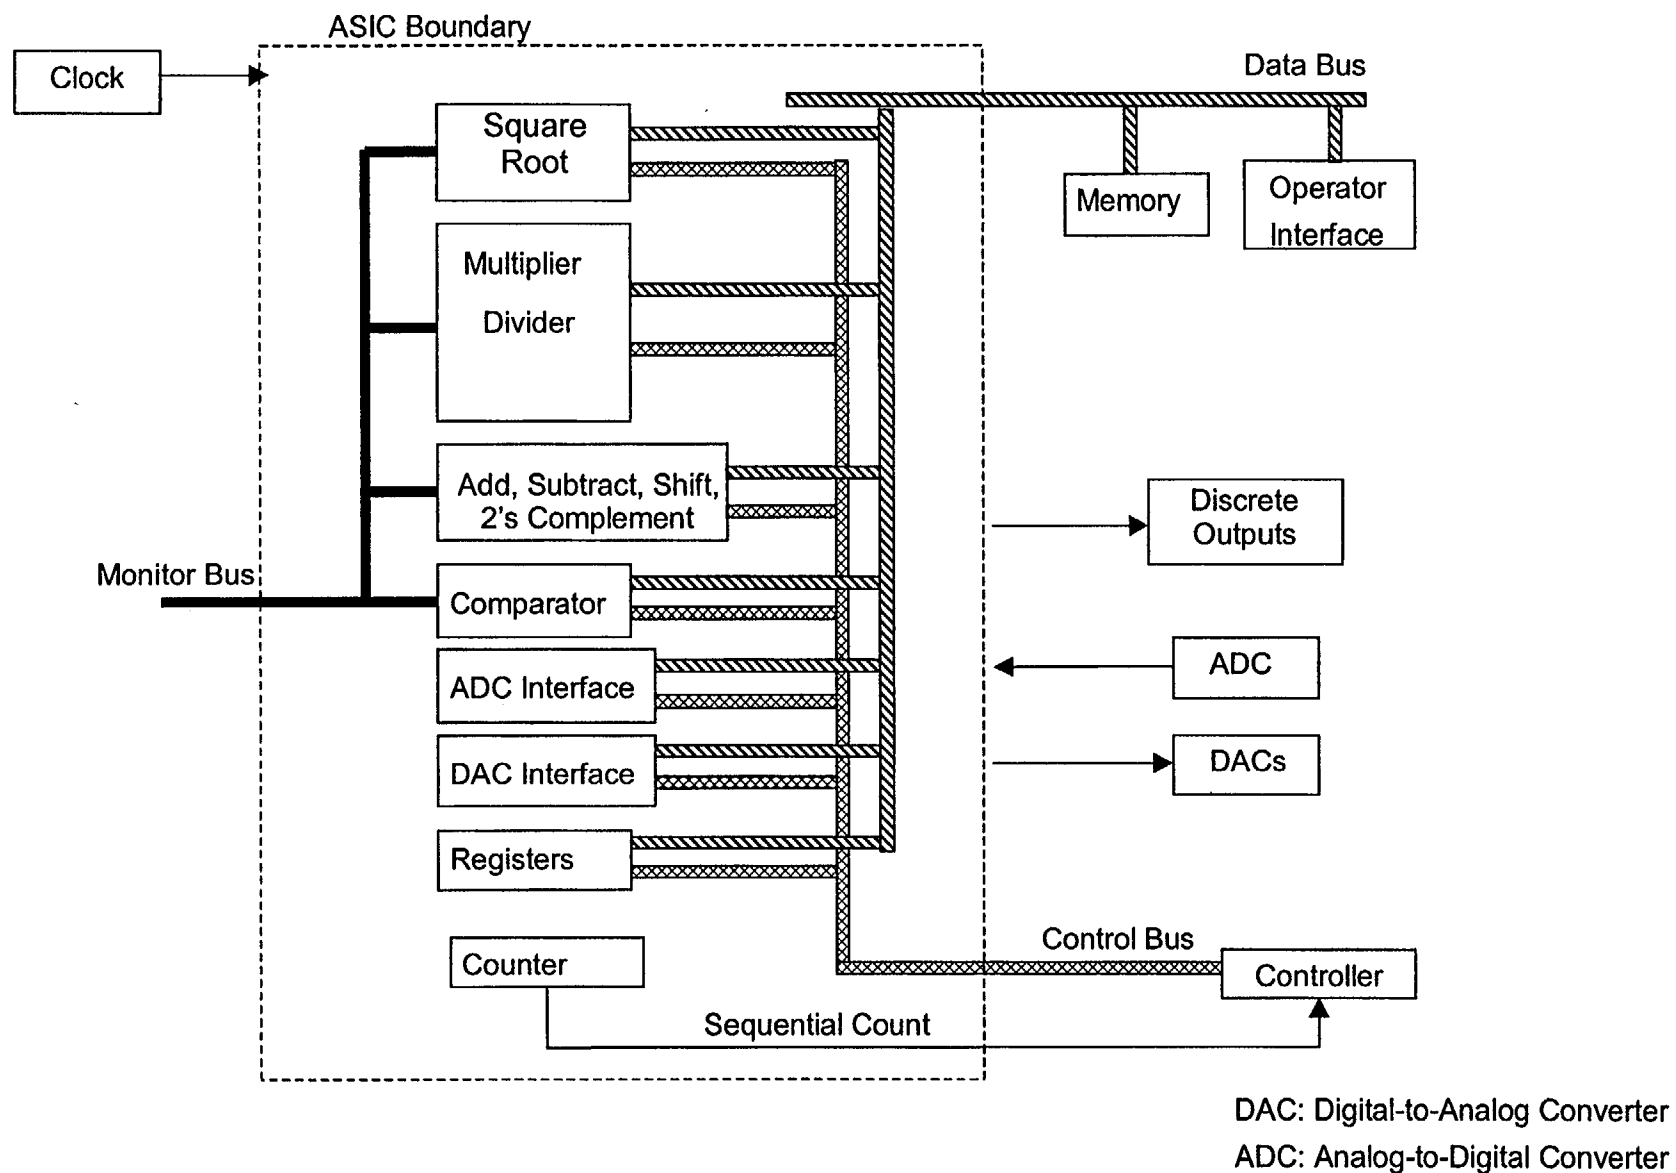 ASIC Boundary
Clock
Data Bus
Square
Root
Memory
Operator
Interface
Multiplier
Divider
Add, Subtract, Shift,
2's Complement
Discrete
Outputs
Monitor Bus
Comparator
ADC
ADC Interface
DAC Interface
DACs
Registers
Control Bus
Counter
Controller
Sequential Count
DAC: Digital-to-Analog Converter
ADC: Analog-to-Digital Converter